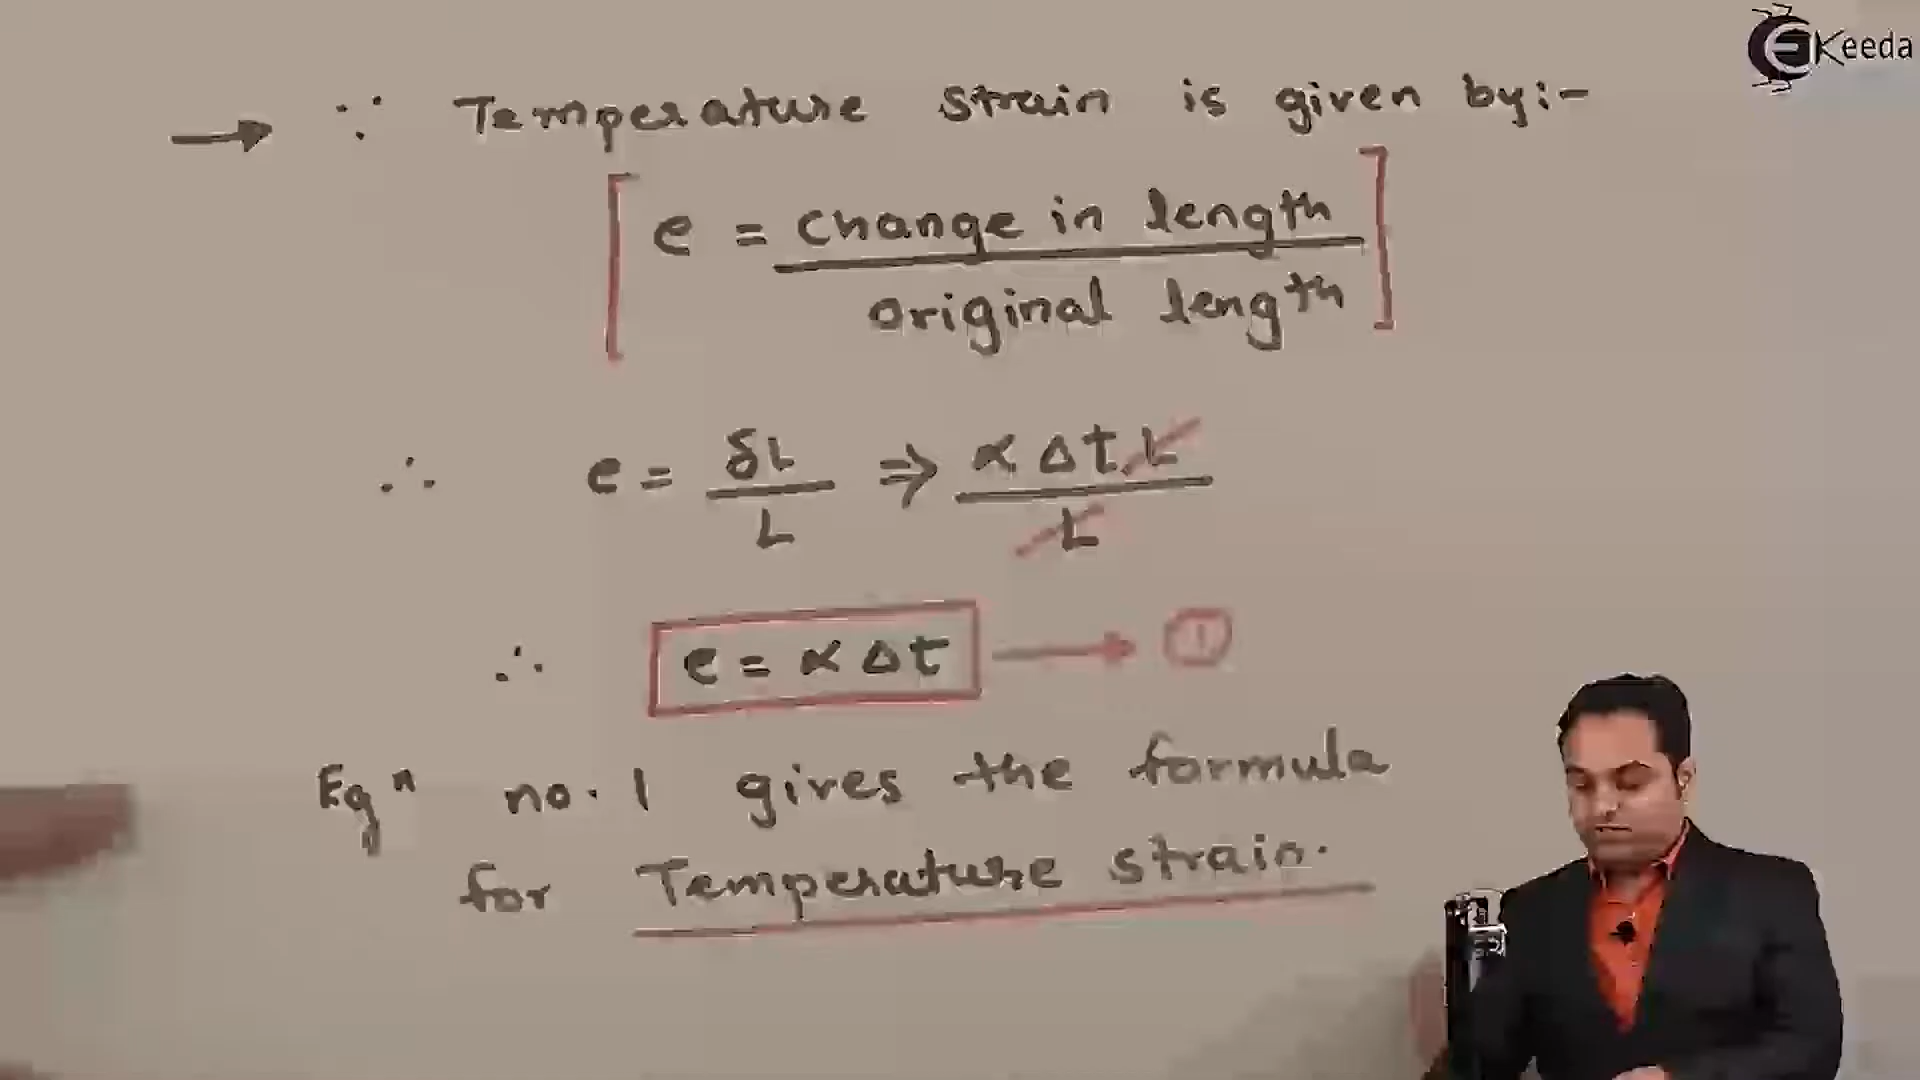 EKeeda
→ ∵ Temperature strain is given by:-
[ e = change in length / original length ]
∴ e = δL / L ⇒ α Δt.L / L
∴ e = α Δt → ①
Eqⁿ no. 1 gives the formula
for Temperature strain.